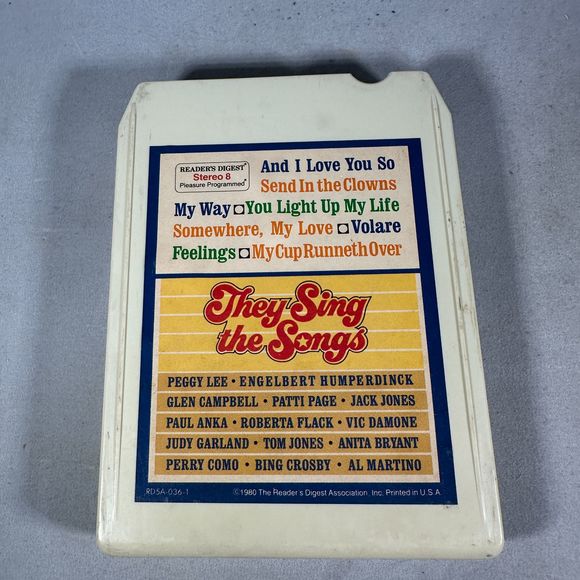 READER'S DIGEST
Stereo 8
Pleasure Programmed
And I Love You So
Send In the Clowns
My Way ◘ You Light Up My Life
Somewhere, My Love ◘ Volare
Feelings ◘ My Cup Runneth Over
They Sing
the Songs
PEGGY LEE • ENGELBERT HUMPERDINCK
GLEN CAMPBELL • PATTI PAGE • JACK JONES
PAUL ANKA • ROBERTA FLACK • VIC DAMONE
JUDY GARLAND • TOM JONES • ANITA BRYANT
PERRY COMO • BING CROSBY • AL MARTINO
RD5A-036-1 ©1980 The Reader's Digest Association, Inc. Printed in U.S.A.